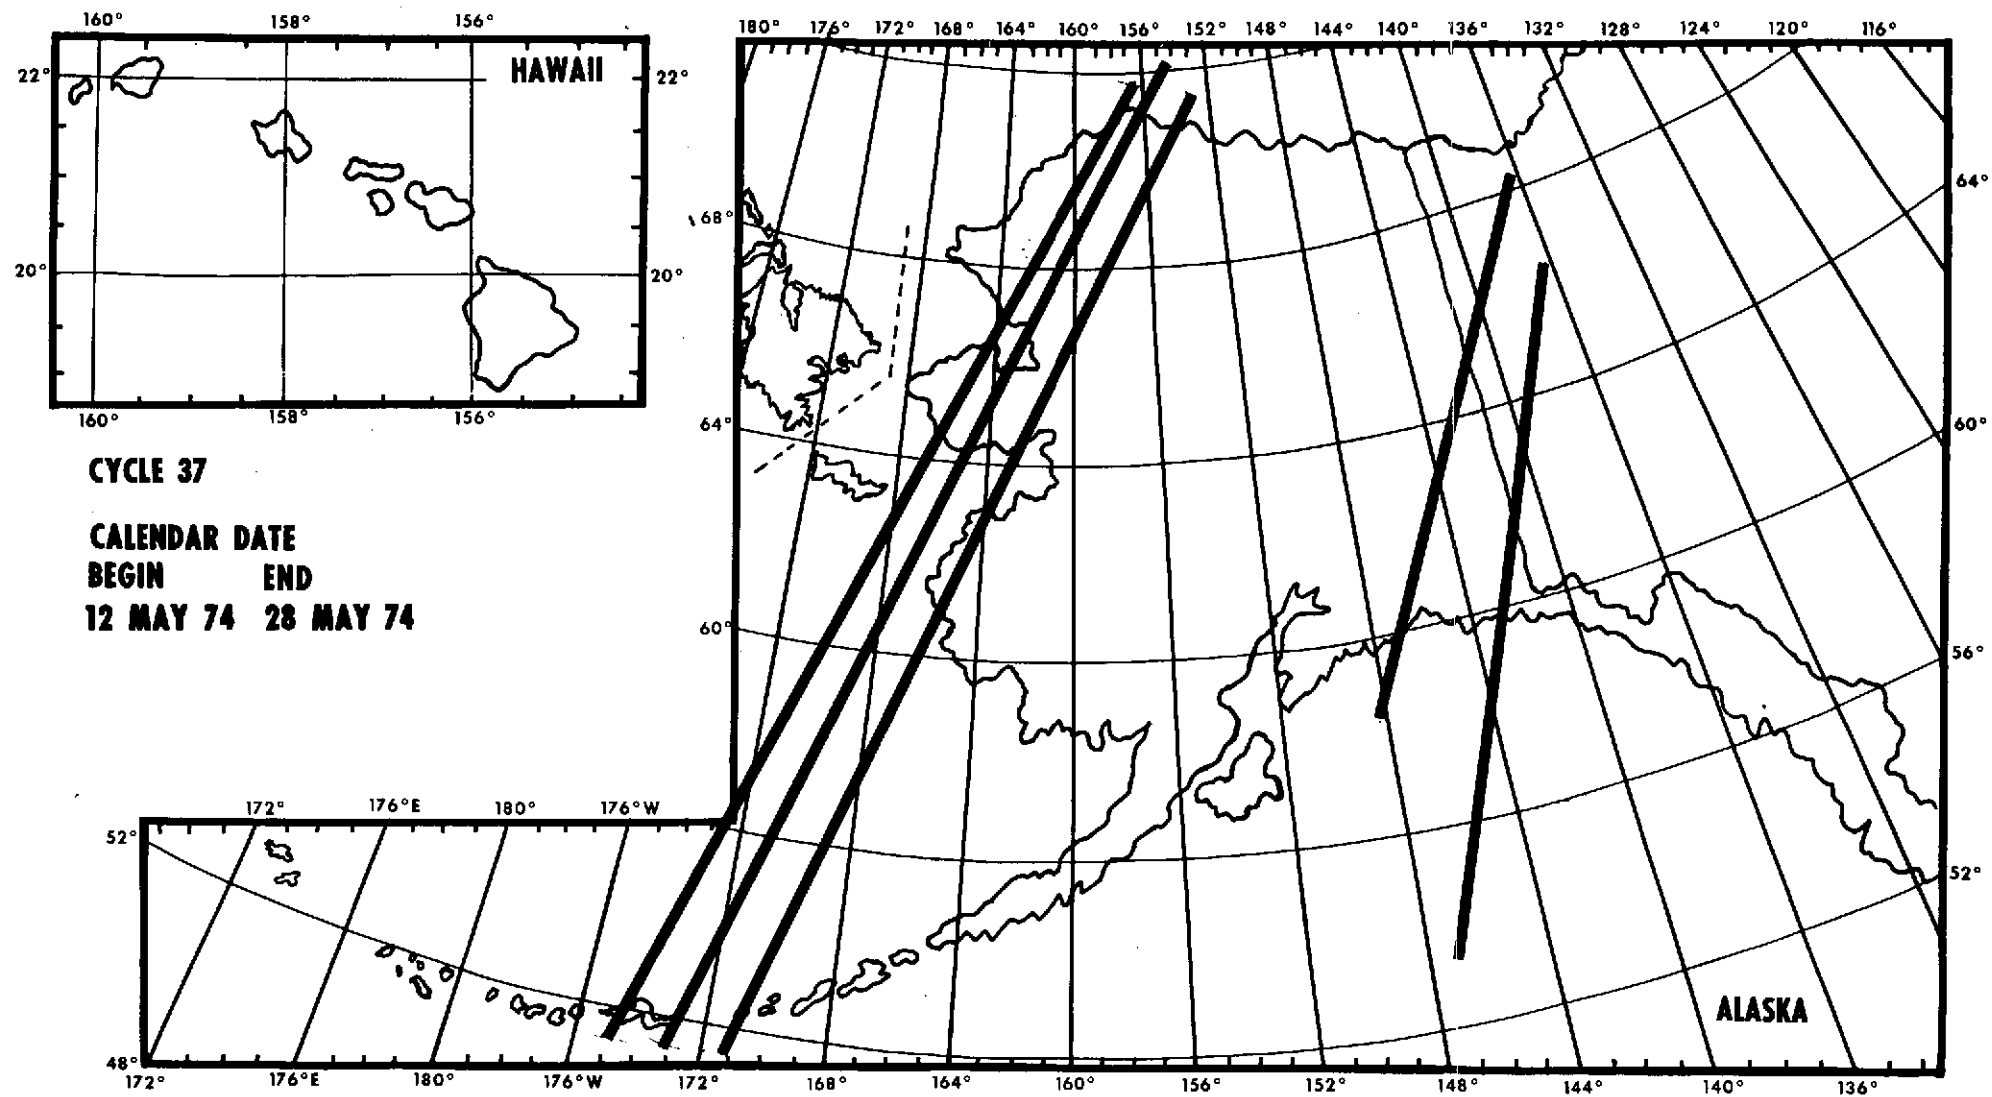 160° 158° 156°
HAWAII
22° 22°
20° 20°
160° 158° 156°
CYCLE 37
CALENDAR DATE
BEGIN END
12 MAY 74 28 MAY 74
180° 176° 172° 168° 164° 160° 156° 152° 148° 144° 140° 136° 132° 128° 124° 120° 116°
64°
68°
64° 60°
60° 56°
172° 176°E 180° 176°W
52° 52°
ALASKA
48°
172° 176°E 180° 176°W 172° 168° 164° 160° 156° 152° 148° 144° 140° 136°